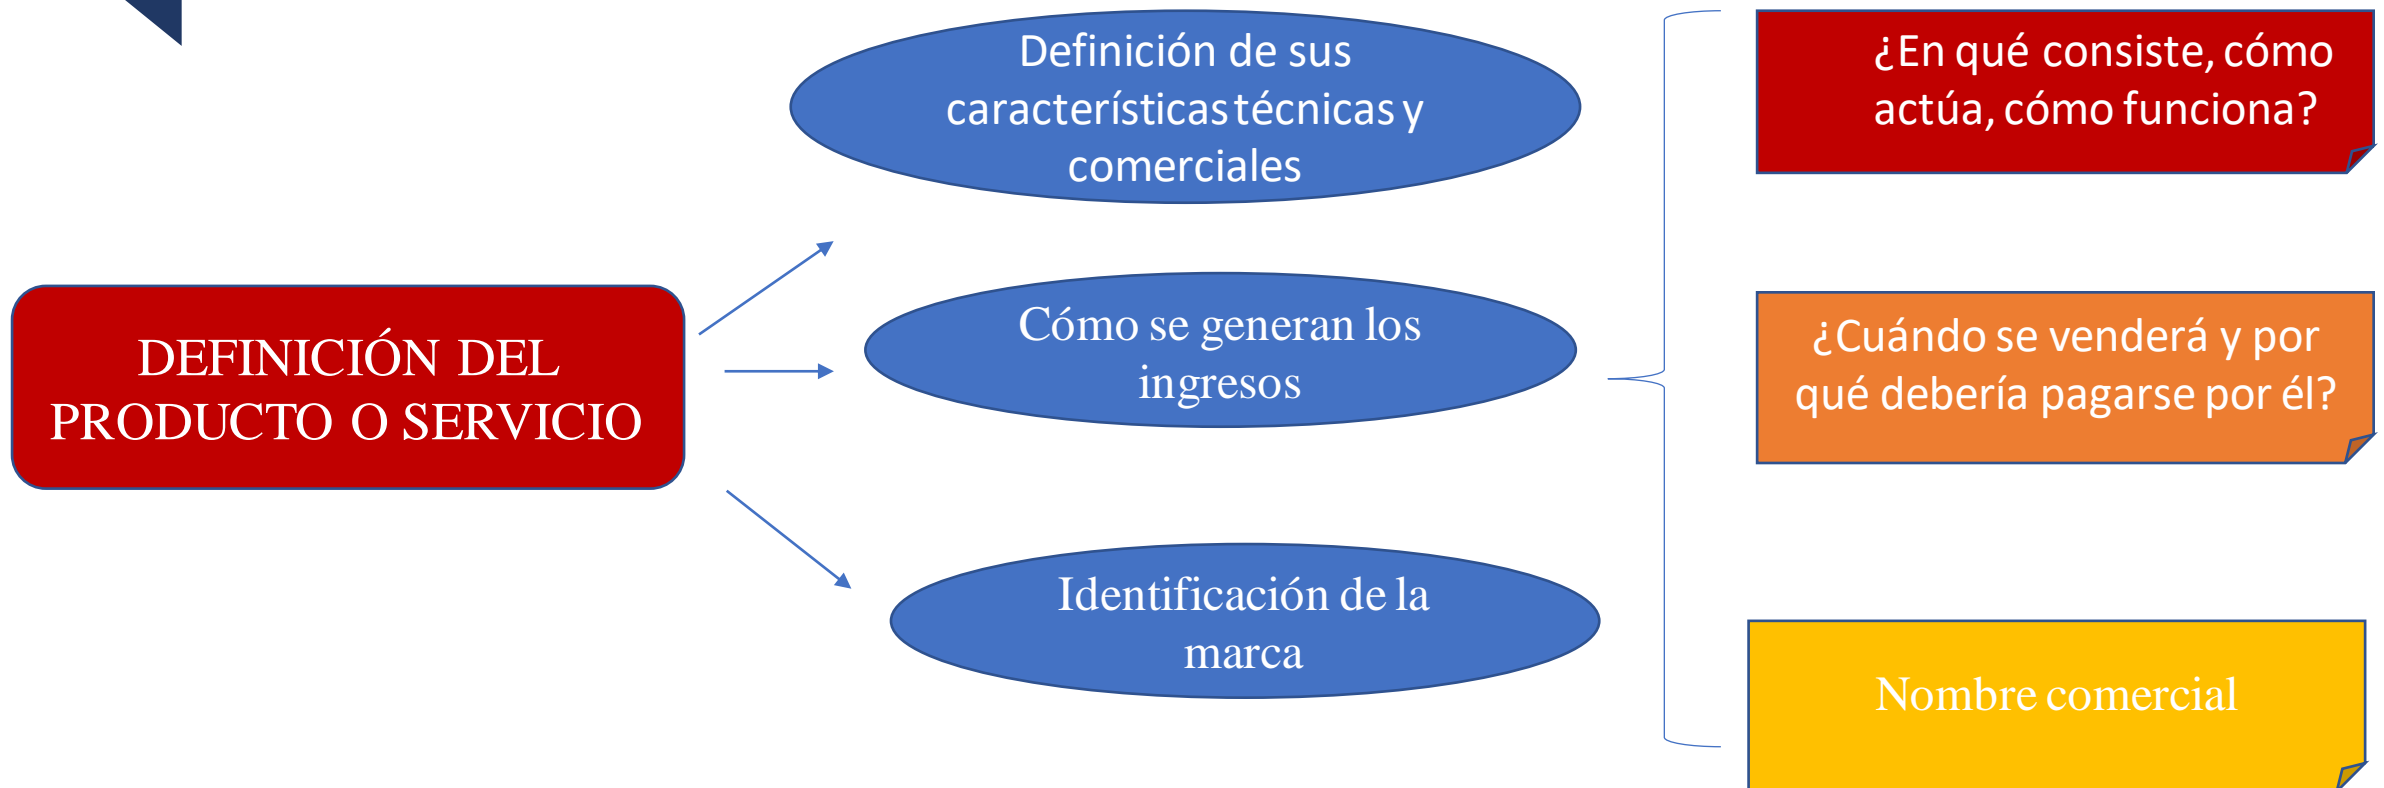 Definición de sus
características técnicas y
comerciales
¿En qué consiste, cómo
actúa, cómo funciona?
DEFINICIÓN DEL
PRODUCTO O SERVICIO
Cómo se generan los
ingresos
¿Cuándo se venderá y por
qué debería pagarse por él?
Identificación de la
marca
Nombre comercial